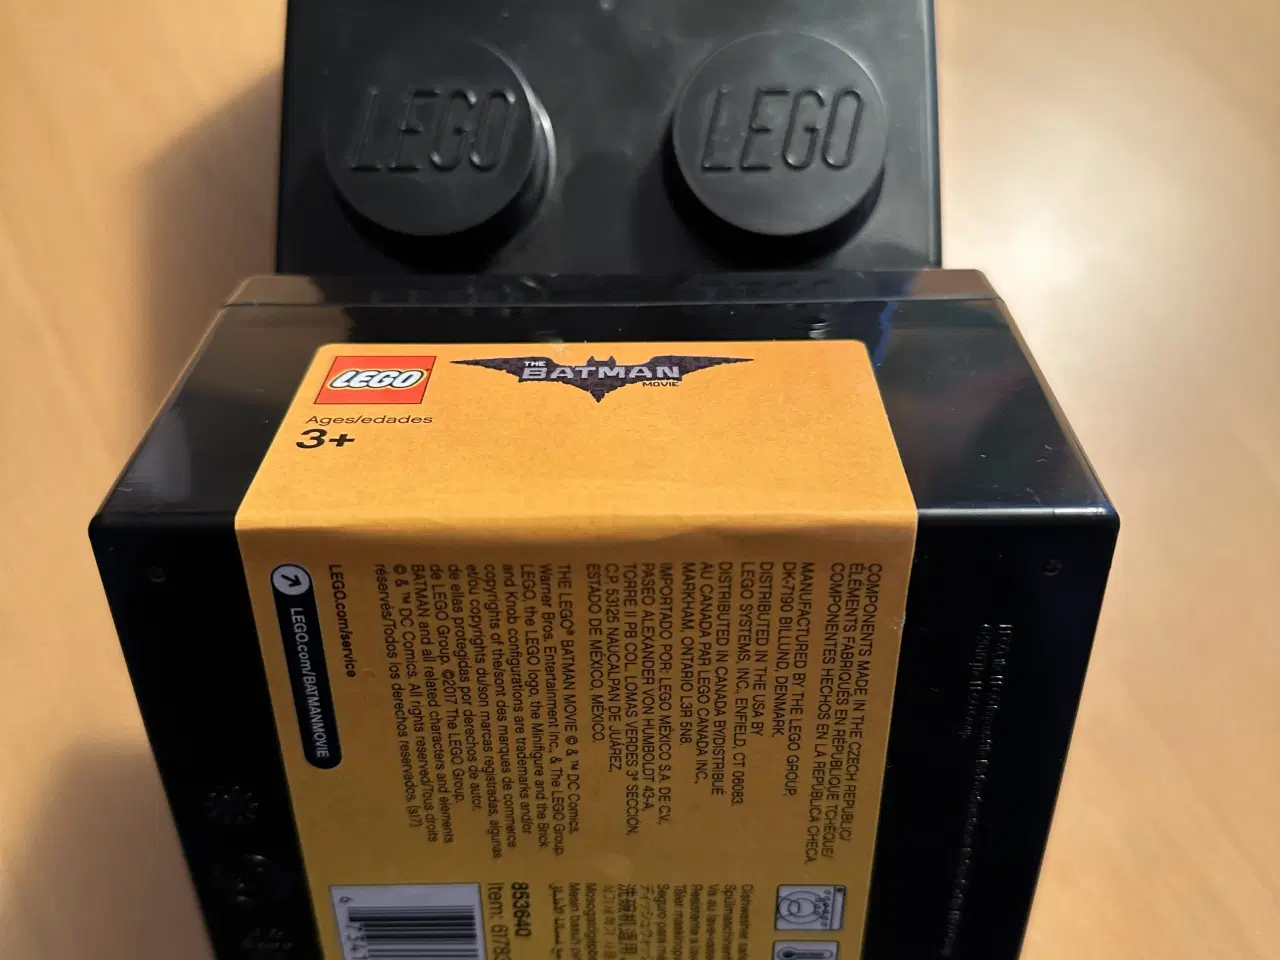 LEGO
LEGO
LEGO
THE
BATMAN
MOVIE
Ages/edades
3+
COMPONENTS MADE IN THE CZECH REPUBLIC/
ÉLÉMENTS FABRIQUÉS EN RÉPUBLIQUE TCHÈQUE/
COMPONENTES HECHOS EN LA REPÚBLICA CHECA.
MANUFACTURED BY THE LEGO GROUP,
DK-7190 BILLUND, DENMARK.
DISTRIBUTED IN THE USA BY
LEGO SYSTEMS, INC., ENFIELD, CT 06083.
DISTRIBUTED IN CANADA BY/DISTRIBUÉ
AU CANADA PAR LEGO CANADA INC.,
MARKHAM, ONTARIO L3R 5N8.
IMPORTADO POR: LEGO MÉXICO S.A. DE C.V.
PASEO ALEXANDER VON HUMBOLDT 43-A,
TORRE II PB COL. LOMAS VERDES 3ª SECCIÓN,
C.P. 53125 NAUCALPAN DE JUÁREZ,
ESTADO DE MÉXICO, MÉXICO.
THE LEGO® BATMAN MOVIE © & ™ DC Comics,
Warner Bros. Entertainment Inc., & The LEGO Group.
LEGO, the LEGO logo, the Minifigure and the Brick
and Knob configurations are trademarks and/or
copyrights of the/sont des marques de commerce
et/ou copyrights du/son marcas registradas, algunas
de ellas protegidas por derechos de autor,
de LEGO Group. ©2017 The LEGO Group.
BATMAN and all related characters and elements
© & ™ DC Comics. All rights reserved/Tous droits
réservés/Todos los derechos reservados. (s17)
LEGO.com/service
LEGO.com/BATMANMOVIE
Dishwasher
853640
Item: 6178